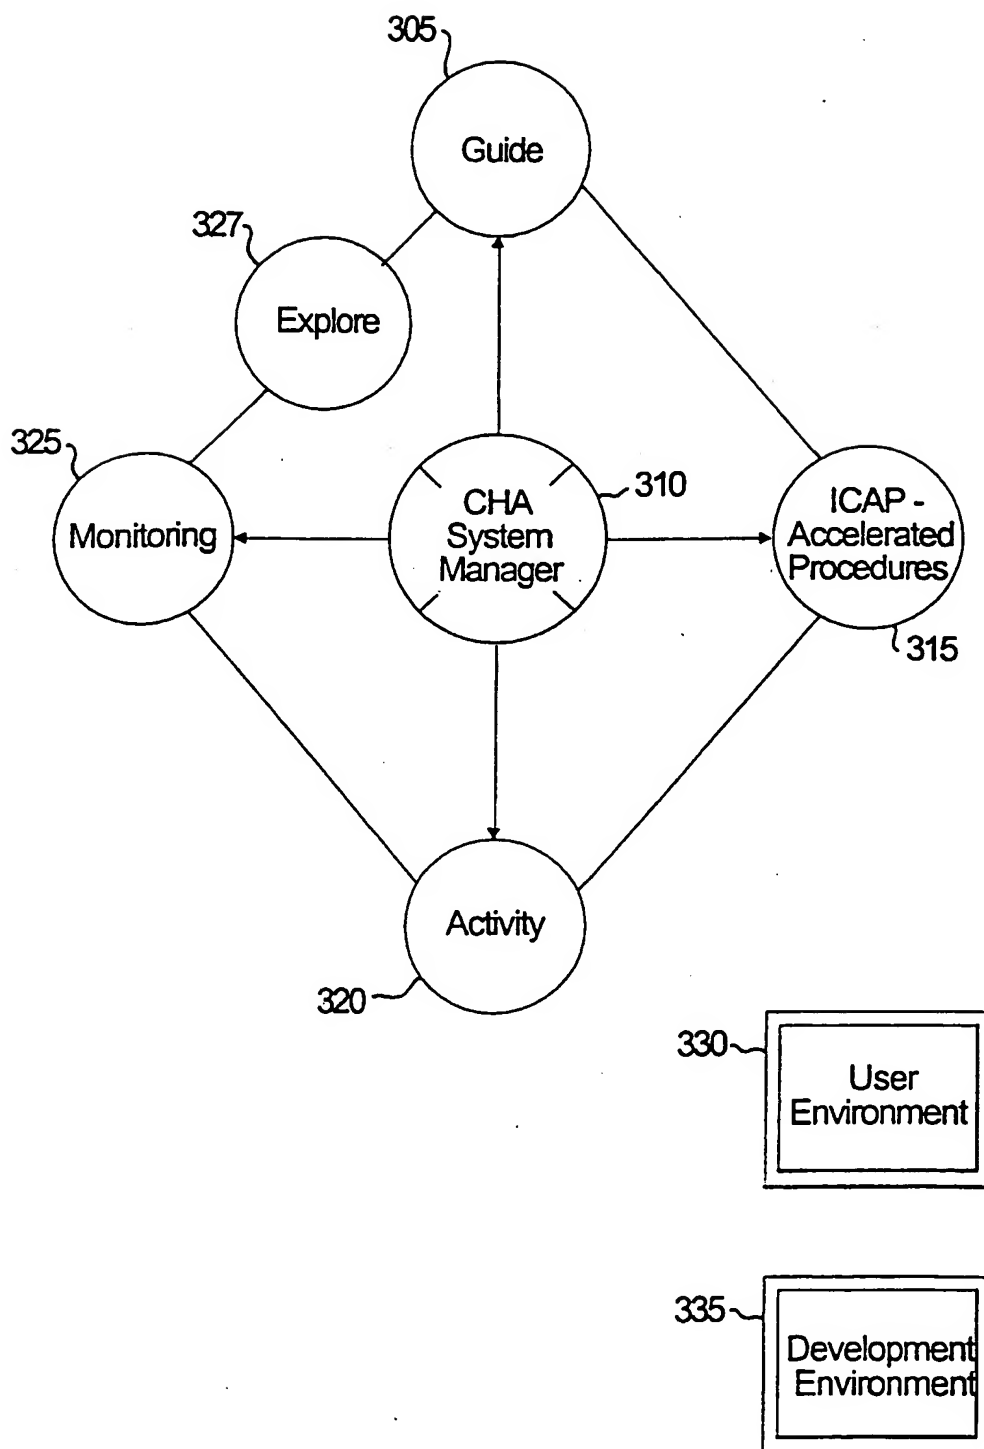 305
Guide
327
Explore
325
Monitoring
CHA
System
Manager
310
ICAP -
Accelerated
Procedures
315
Activity
320
330
User
Environment
335
Development
Environment